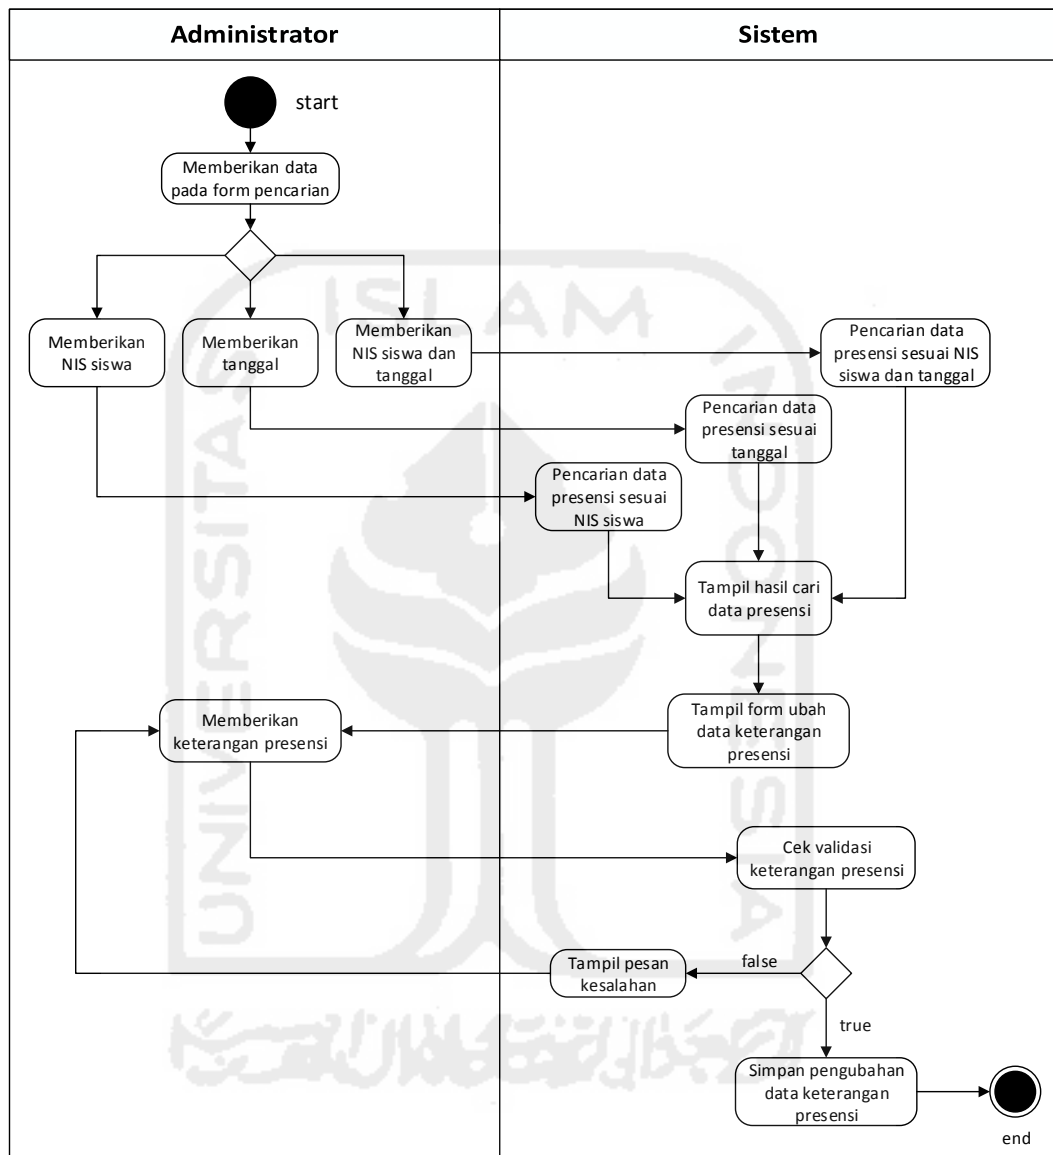 Administrator
Sistem
start
Memberikan data
pada form pencarian
Memberikan
NIS siswa
Memberikan
tanggal
Memberikan
NIS siswa dan
tanggal
Pencarian data
presensi sesuai NIS
siswa dan tanggal
Pencarian data
presensi sesuai
tanggal
Pencarian data
presensi sesuai
NIS siswa
Tampil hasil cari
data presensi
Tampil form ubah
data keterangan
presensi
Memberikan
keterangan presensi
Cek validasi
keterangan presensi
false
Tampil pesan
kesalahan
true
Simpan pengubahan
data keterangan
presensi
end
UNIVERSITAS
ISLAM
INDONESIA